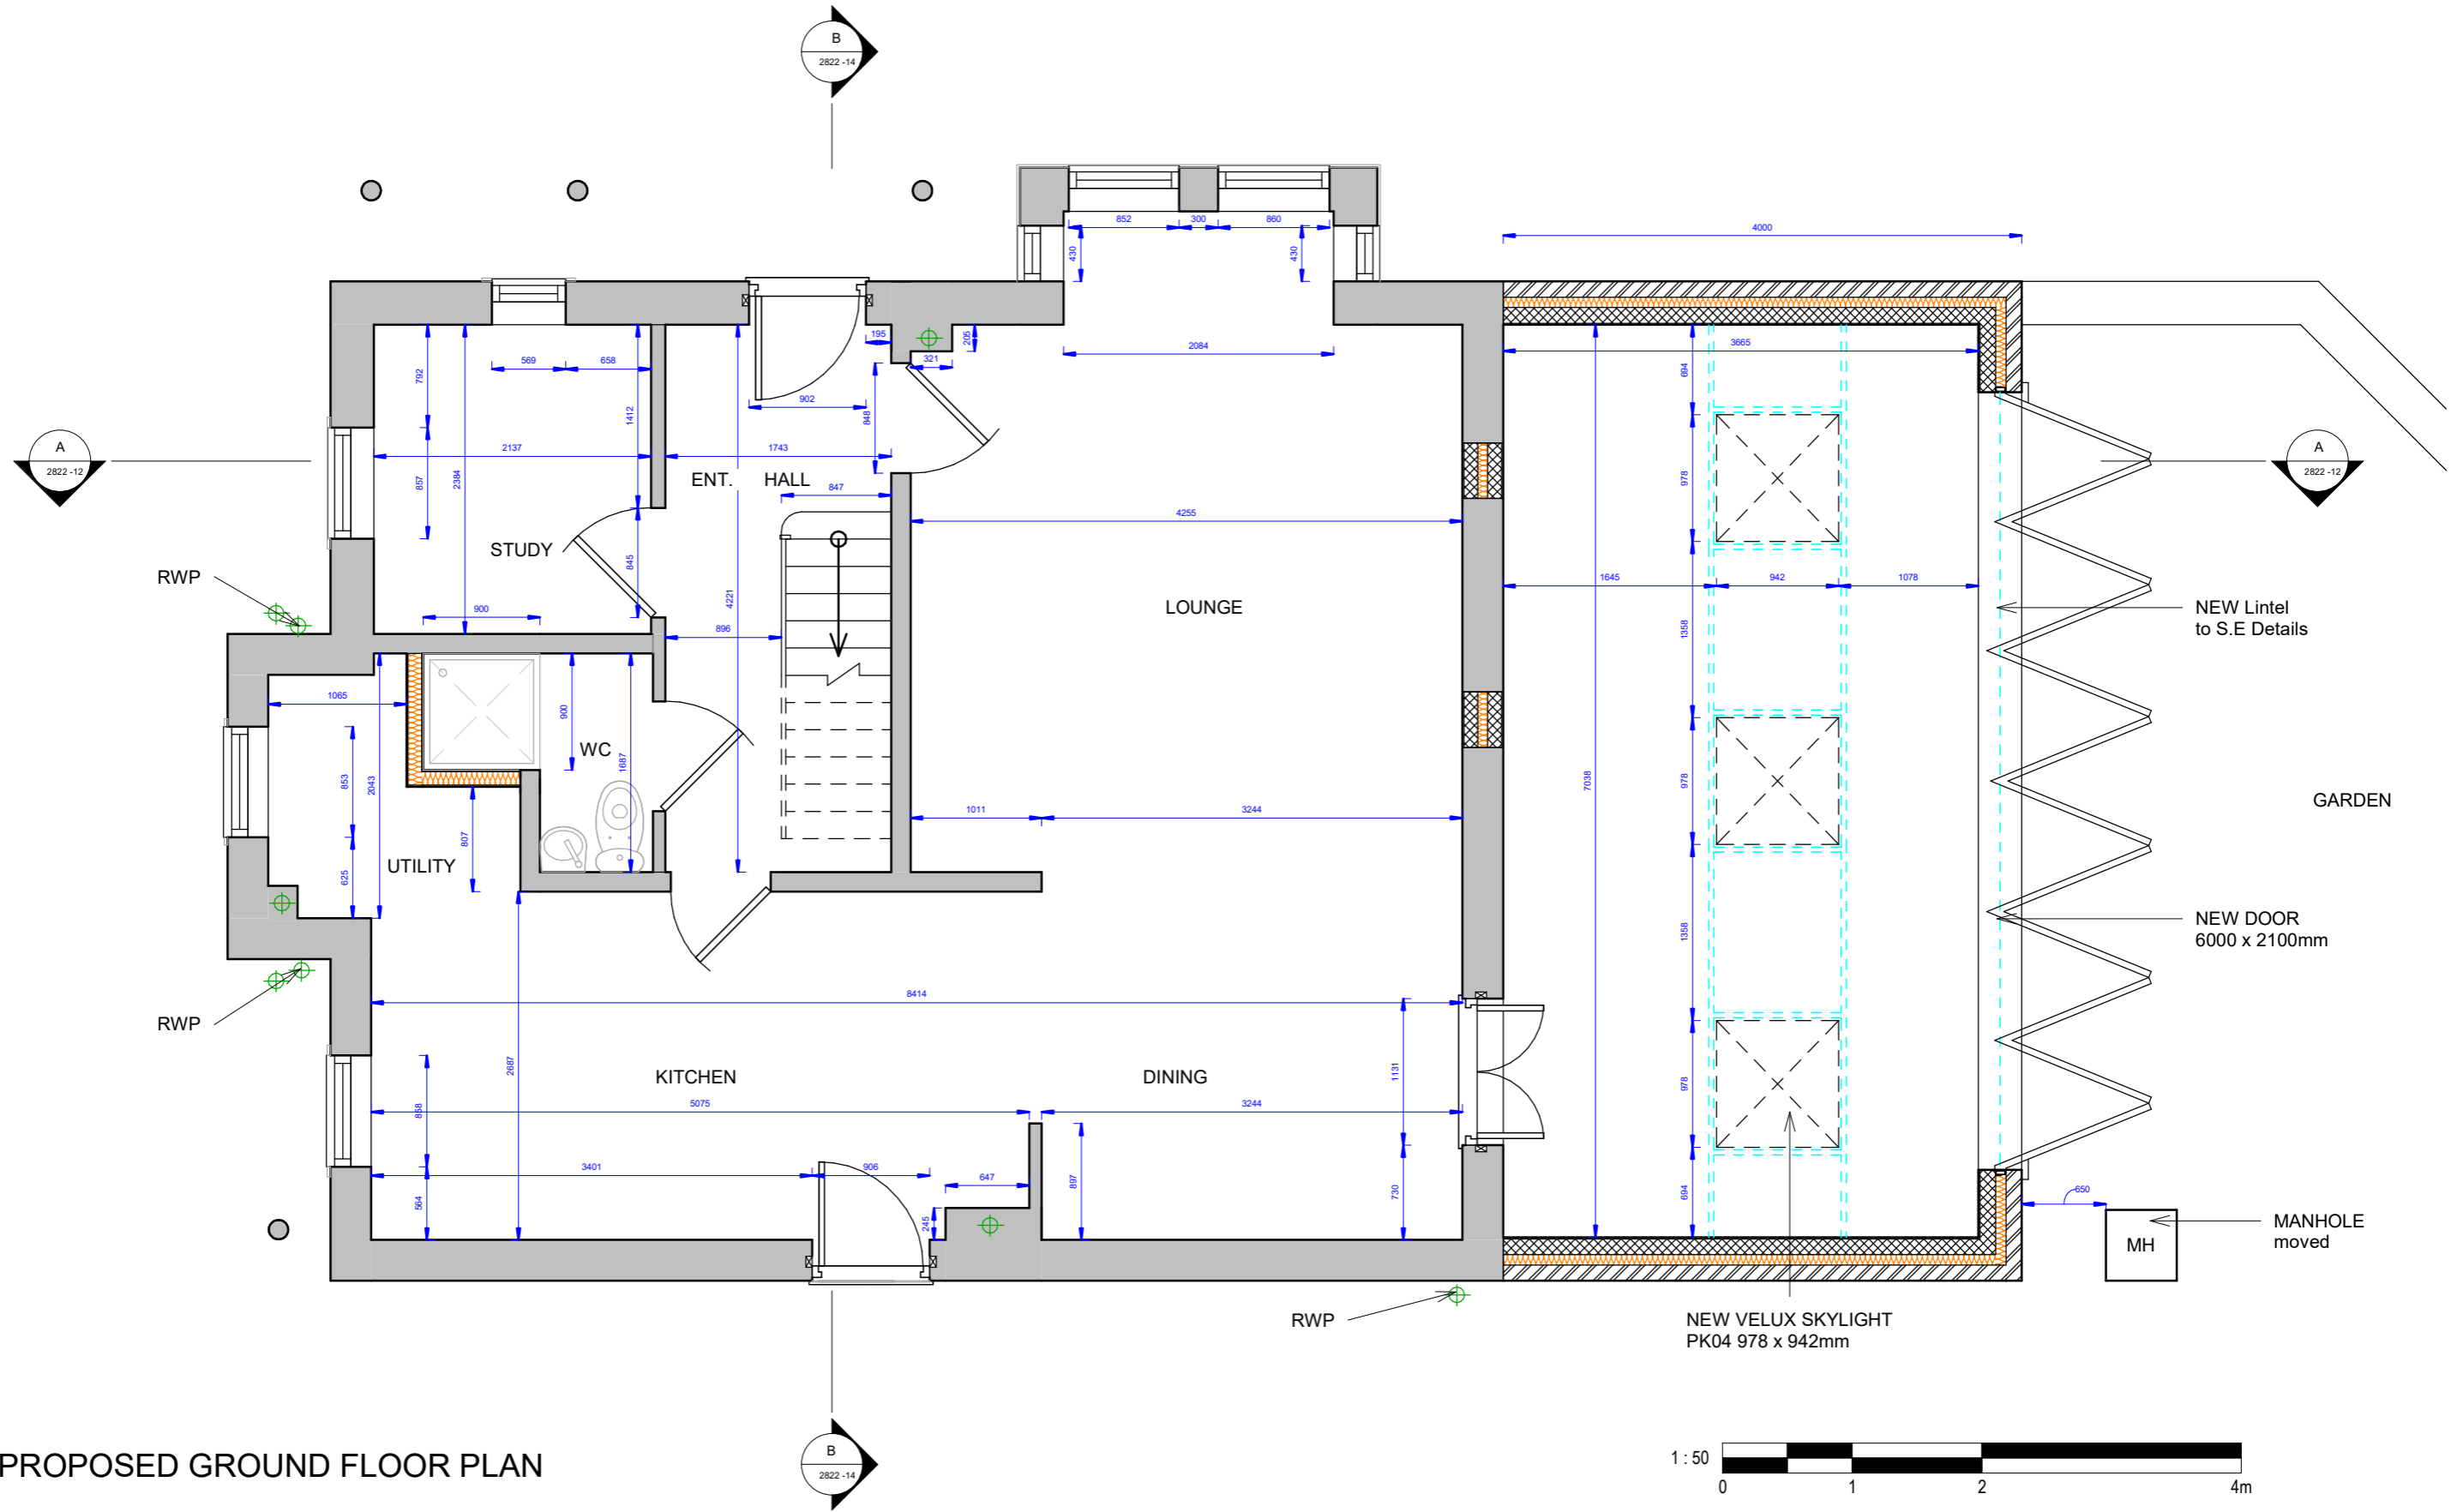 B
2822 -14
852
300
860
430
430
4000
195
205
321
2084
3665
694
792
569
658
1412
902
848
A
2822 -12
2137
2384
857
1743
ENT. HALL
847
978
A
2822 -12
4255
STUDY
845
RWP
900
4221
896
LOUNGE
1645
942
1078
NEW Lintel
to S.E Details
1358
1065
900
WC
1687
853
2043
807
625
UTILITY
1011
3244
7038
978
GARDEN
1358
NEW DOOR
6000 x 2100mm
RWP
8414
2687
KITCHEN
DINING
1131
978
858
5075
3244
3401
906
647
897
730
564
245
694
650
MANHOLE
moved
MH
RWP
NEW VELUX SKYLIGHT
PK04 978 x 942mm
PROPOSED GROUND FLOOR PLAN
B
2822 -14
1 : 50
0
1
2
4m